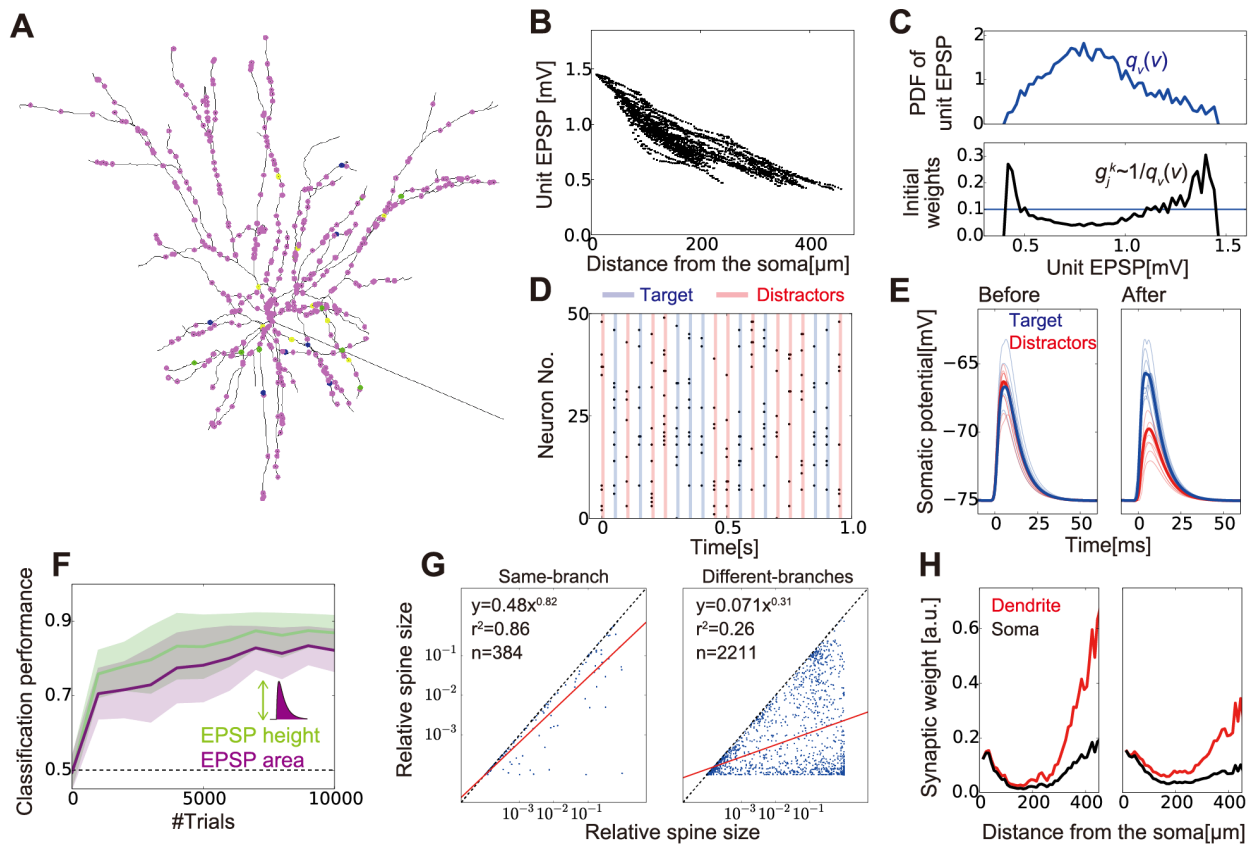 A
B
Unit EPSP [mV]
1.5
1.0
0.5
0.0
0
200
400
Distance from the soma[μm]
C
PDF of
unit EPSP
2
1
0
qv(v)
Initial
weights
0.3
0.2
0.1
0.0
gjk~1/qv(v)
0.5
1.0
1.5
Unit EPSP[mV]
D
Target
Distractors
Neuron No.
50
25
0
0
0.5
1.0
Time[s]
E
Before
After
Target
Distractors
Somatic potential[mV]
−65
−70
−75
0
25
50
0
25
50
Time[ms]
F
Classification performance
0.9
0.7
0.5
EPSP height
EPSP area
0
5000
10000
#Trials
G
Same-branch
Different-branches
y=0.48x0.82
r²=0.86
n=384
y=0.071x0.31
r²=0.26
n=2211
Relative spine size
10−1
10−2
10−3
10−3 10−2 10−1
10−3 10−2 10−1
Relative spine size
H
Dendrite
Soma
Synaptic weight [a.u.]
0.6
0.4
0.2
0.0
0
200
400
0
200
400
Distance from the soma[μm]